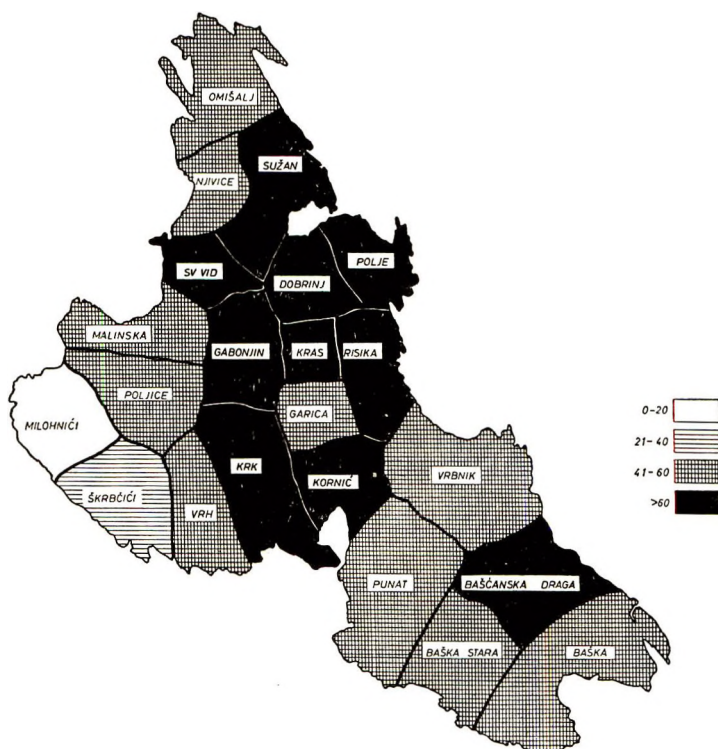 OMIŠALJ
SUŽAN
NJIVICE
POLJE
SV VID
DOBRINJ
MALINSKA
GABONJIN
KRAS
RISIKA
POLJICE
GARICA
MILOHNIĆI
KRK
VRBNIK
KORNIĆ
ŠKRBČIĆI
VRH
PUNAT
BAŠĆANSKA DRAGA
BAŠKA STARA
BAŠKA
0-20
21-40
41-60
>60